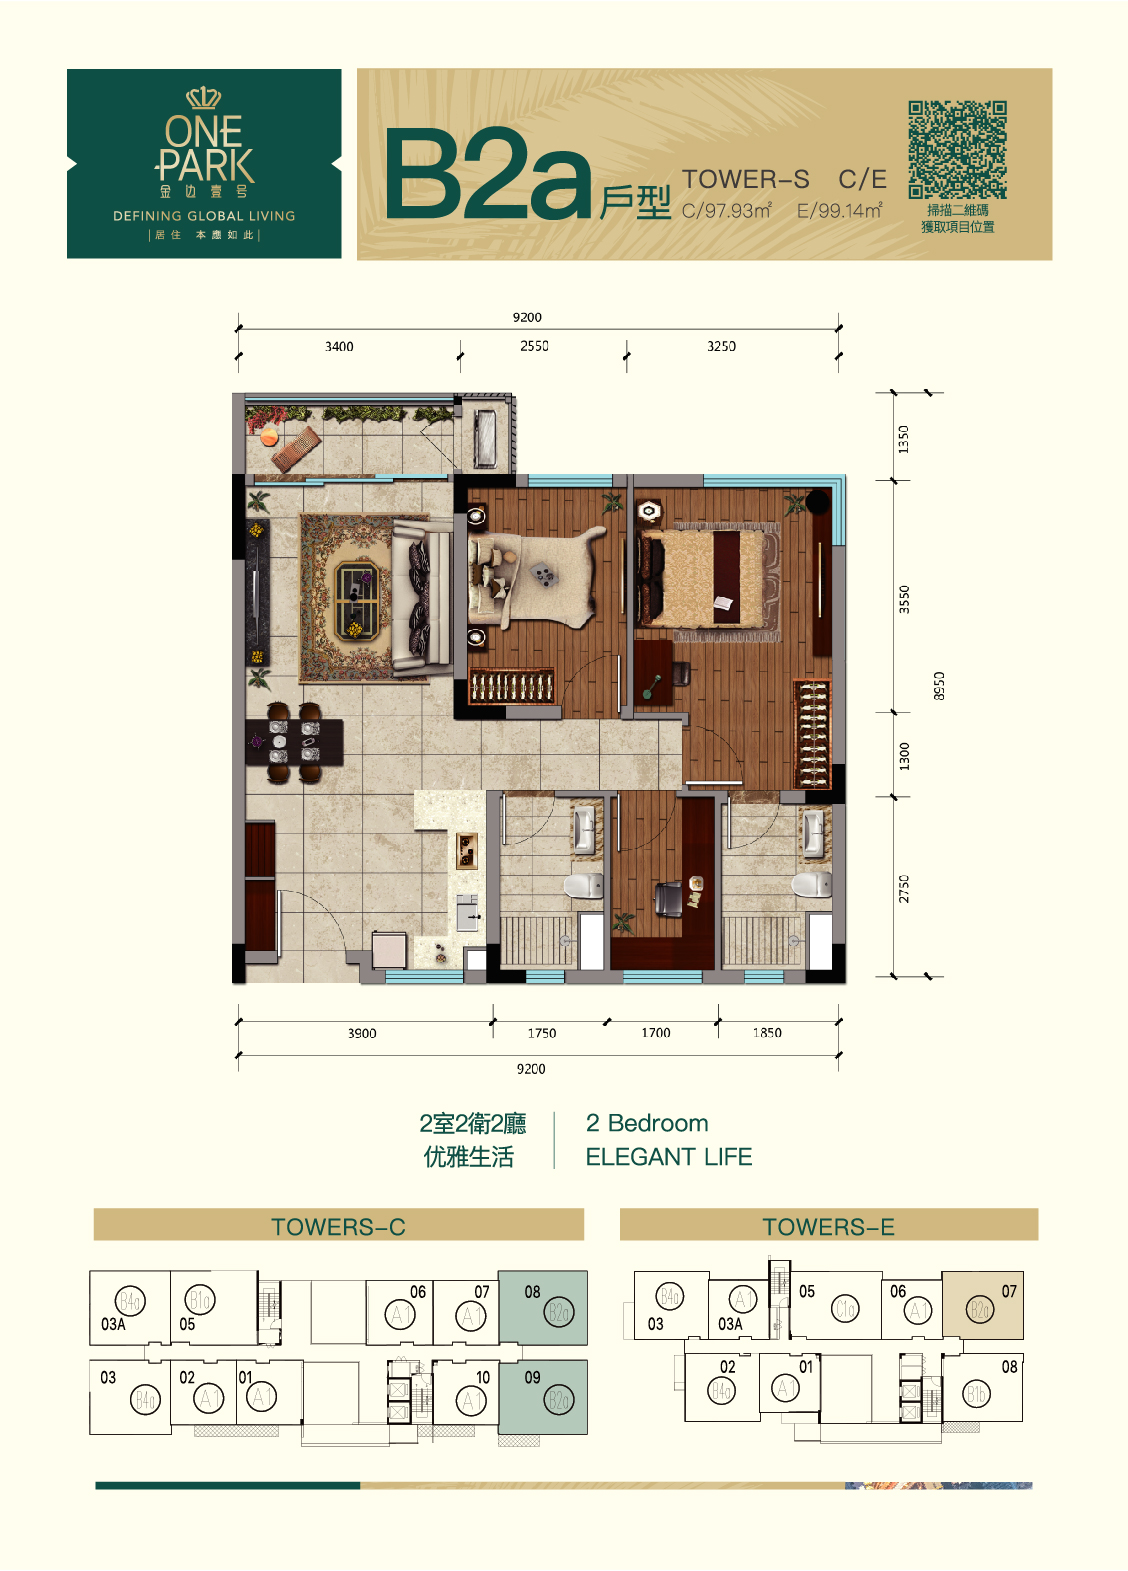 ONE
PARK
金边壹号
DEFINING GLOBAL LIVING
居住 本應如此
B2a戶型
TOWER-S C/E
C/97.93㎡ E/99.14㎡
掃描二維碼
獲取項目位置
9200
3400 2550 3250
1350
3550
8950
1300
2750
3900 1750 1700 1850
9200
2室2衛2廳
优雅生活
2 Bedroom
ELEGANT LIFE
TOWERS-C
B4a 03A
B1a 05
06 A1
07 A1
08 B2a
03 B4a
02 A1
01 A1
10 A1
09 B2a
TOWERS-E
B4a 03
A1 03A
05 C1a
06 A1
07 B2a
02 B4a
01 A1
08 B1b